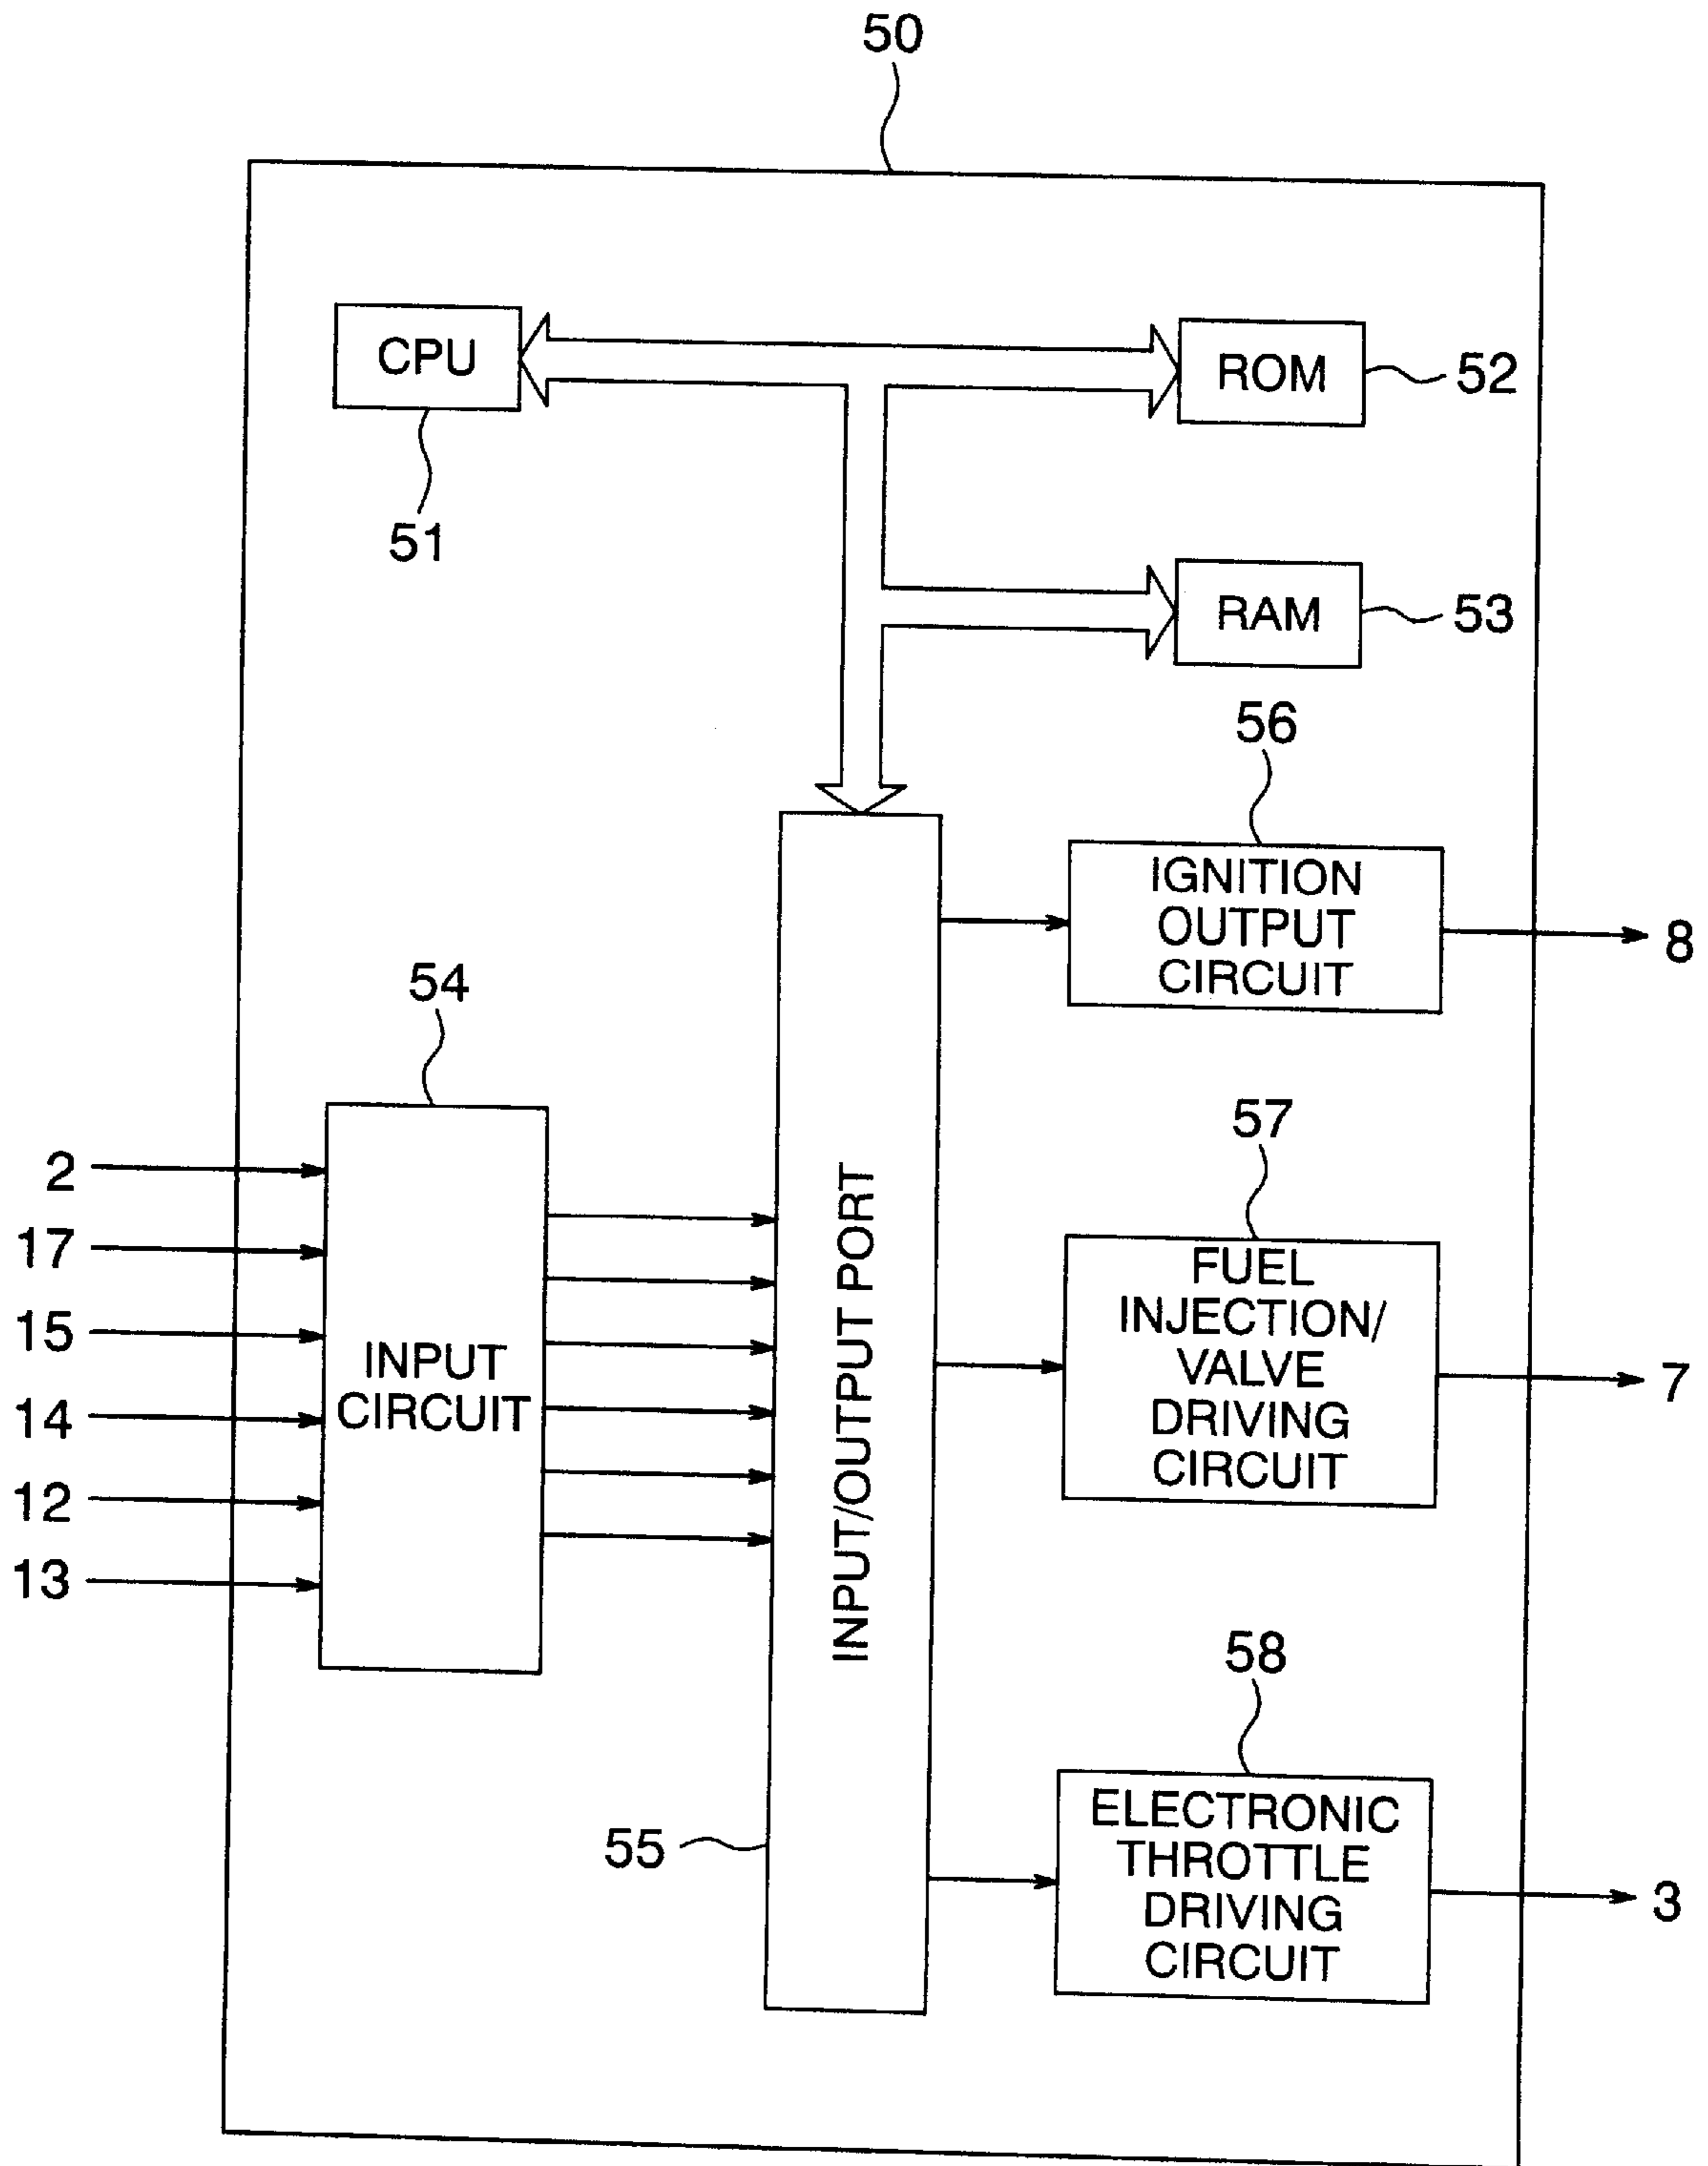 50
CPU
ROM
52
51
RAM
53
56
IGNITION
OUTPUT
CIRCUIT
8
54
57
2
17
15
14
12
13
INPUT
CIRCUIT
INPUT/OUTPUT PORT
FUEL
INJECTION/
VALVE
DRIVING
CIRCUIT
7
58
55
ELECTRONIC
THROTTLE
DRIVING
CIRCUIT
3